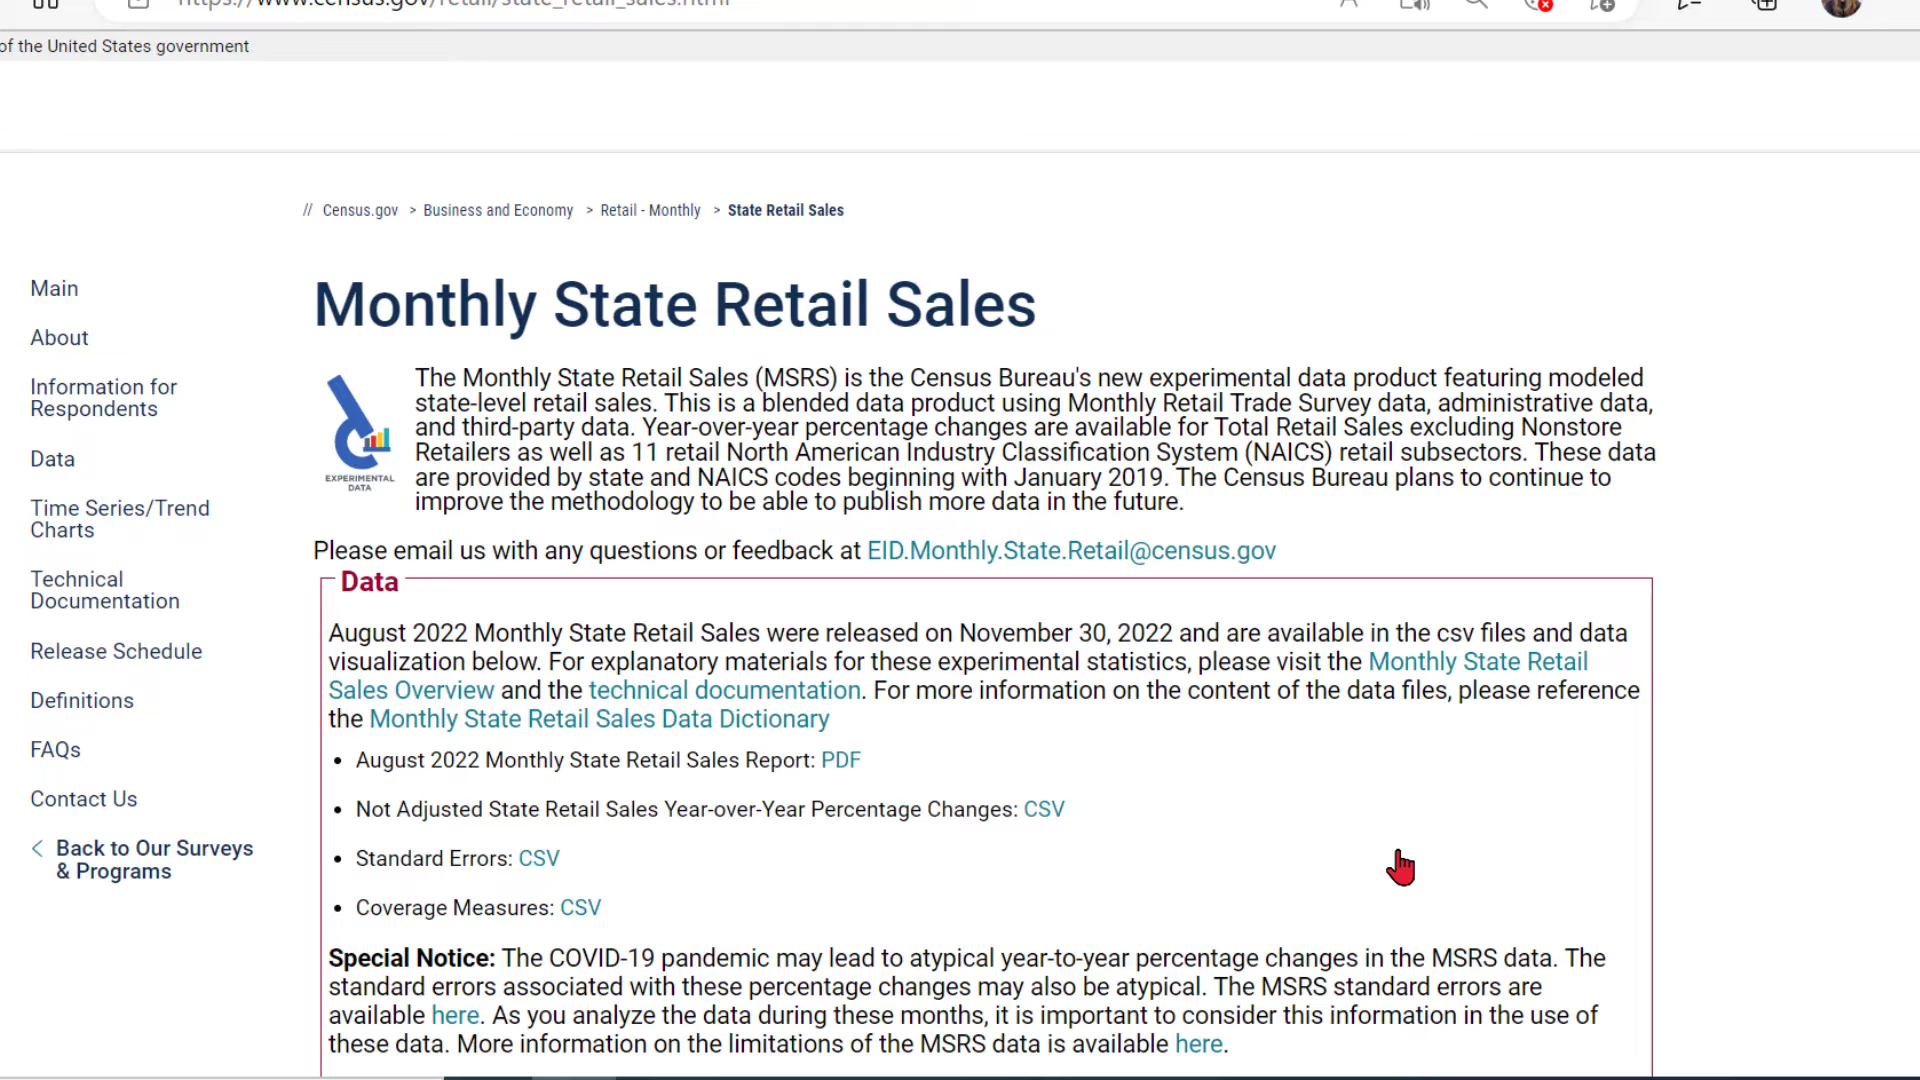 https://www.census.gov/retail/state_retail_sales.html
of the United States government
// Census.gov > Business and Economy > Retail - Monthly > State Retail Sales
Main
About
Information for
Respondents
Data
Time Series/Trend
Charts
Technical
Documentation
Release Schedule
Definitions
FAQs
Contact Us
< Back to Our Surveys
& Programs
Monthly State Retail Sales
EXPERIMENTAL
DATA
The Monthly State Retail Sales (MSRS) is the Census Bureau's new experimental data product featuring modeled
state-level retail sales. This is a blended data product using Monthly Retail Trade Survey data, administrative data,
and third-party data. Year-over-year percentage changes are available for Total Retail Sales excluding Nonstore
Retailers as well as 11 retail North American Industry Classification System (NAICS) retail subsectors. These data
are provided by state and NAICS codes beginning with January 2019. The Census Bureau plans to continue to
improve the methodology to be able to publish more data in the future.
Please email us with any questions or feedback at EID.Monthly.State.Retail@census.gov
Data
August 2022 Monthly State Retail Sales were released on November 30, 2022 and are available in the csv files and data
visualization below. For explanatory materials for these experimental statistics, please visit the Monthly State Retail
Sales Overview and the technical documentation. For more information on the content of the data files, please reference
the Monthly State Retail Sales Data Dictionary
• August 2022 Monthly State Retail Sales Report: PDF
• Not Adjusted State Retail Sales Year-over-Year Percentage Changes: CSV
• Standard Errors: CSV
• Coverage Measures: CSV
Special Notice: The COVID-19 pandemic may lead to atypical year-to-year percentage changes in the MSRS data. The
standard errors associated with these percentage changes may also be atypical. The MSRS standard errors are
available here. As you analyze the data during these months, it is important to consider this information in the use of
these data. More information on the limitations of the MSRS data is available here.